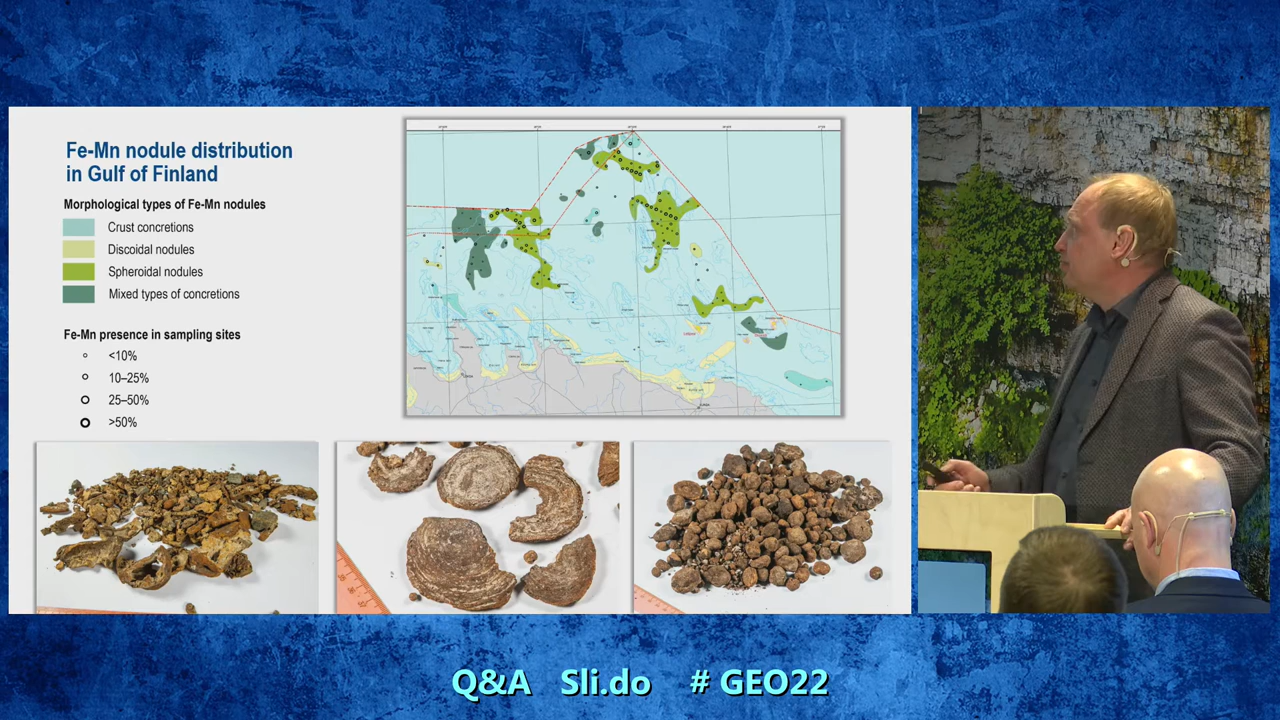 Fe-Mn nodule distribution
in Gulf of Finland
Morphological types of Fe-Mn nodules
Crust concretions
Discoidal nodules
Spheroidal nodules
Mixed types of concretions
Fe-Mn presence in sampling sites
<10%
10–25%
25–50%
>50%
Q&A Sli.do # GEO22